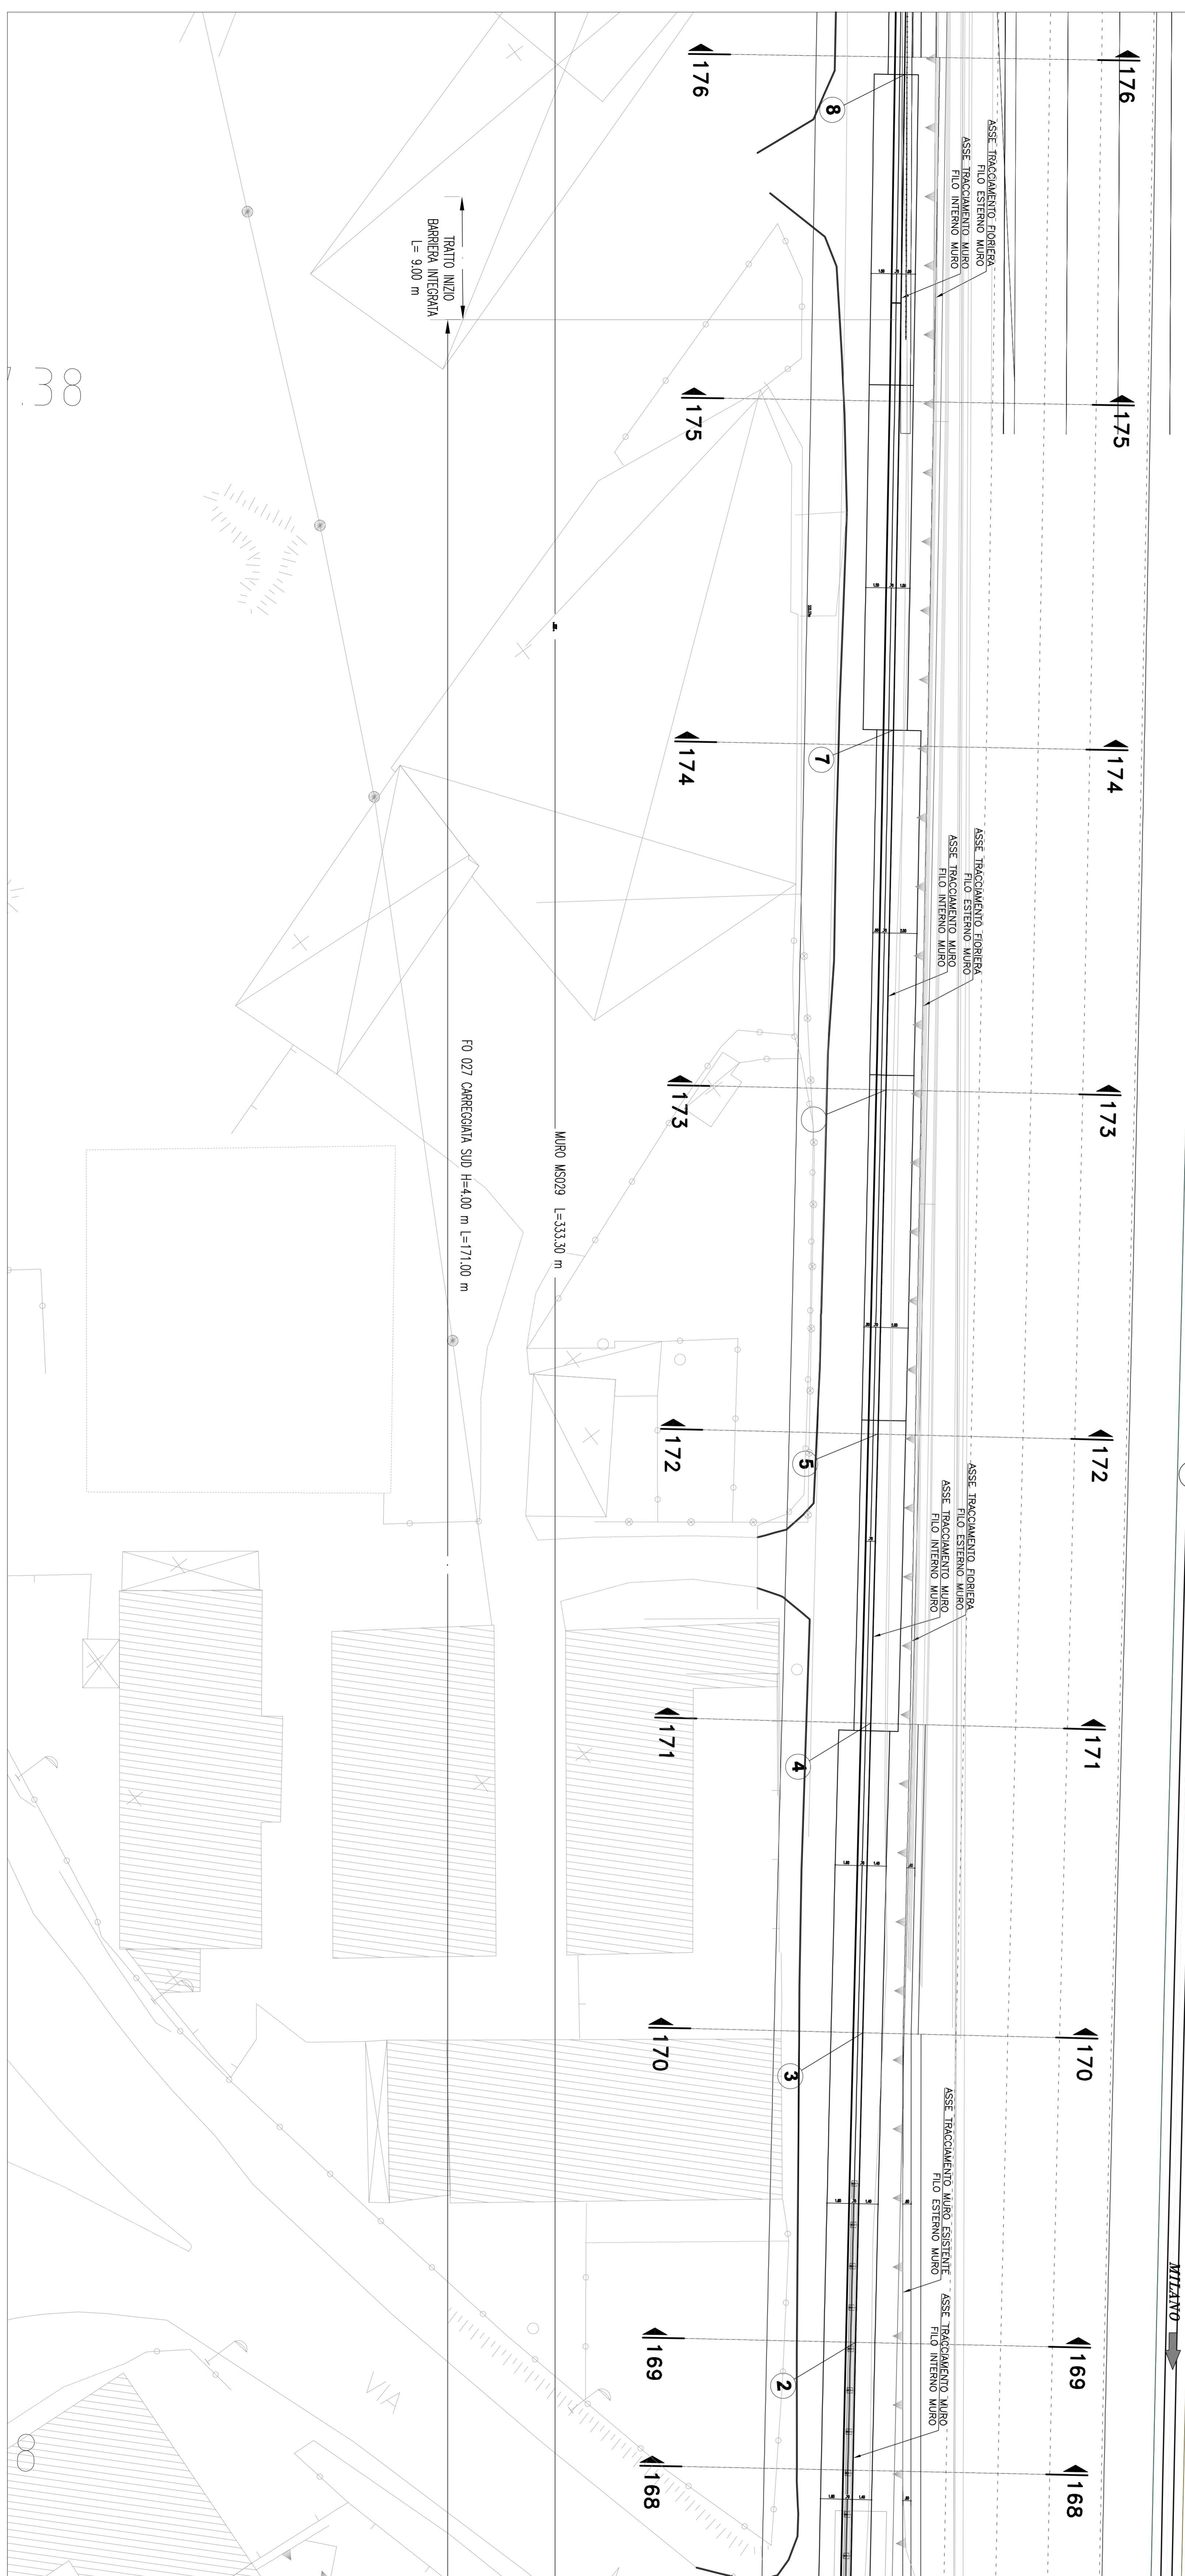 176
176
8
ASSE TRACCIAMENTO FIORIERA
FILO ESTERNO MURO
ASSE TRACCIAMENTO MURO
FILO INTERNO MURO
TRATTO INIZIO
BARRIERA INTEGRATA
L= 9.00 m
.38
175
175
174
174
7
ASSE TRACCIAMENTO FIORIERA
FILO ESTERNO MURO
ASSE TRACCIAMENTO MURO
FILO INTERNO MURO
173
173
FO 027 CARREGGIATA SUD H=4.00 m L=171.00 m
MURO MS029 L=333.30 m
172
172
5
ASSE TRACCIAMENTO FIORIERA
FILO ESTERNO MURO
ASSE TRACCIAMENTO MURO
FILO INTERNO MURO
171
171
4
170
170
3
ASSE TRACCIAMENTO MURO ESISTENTE
FILO ESTERNO MURO
MILANO
169
169
2
ASSE TRACCIAMENTO MURO
FILO INTERNO MURO
VIA
168
168
8